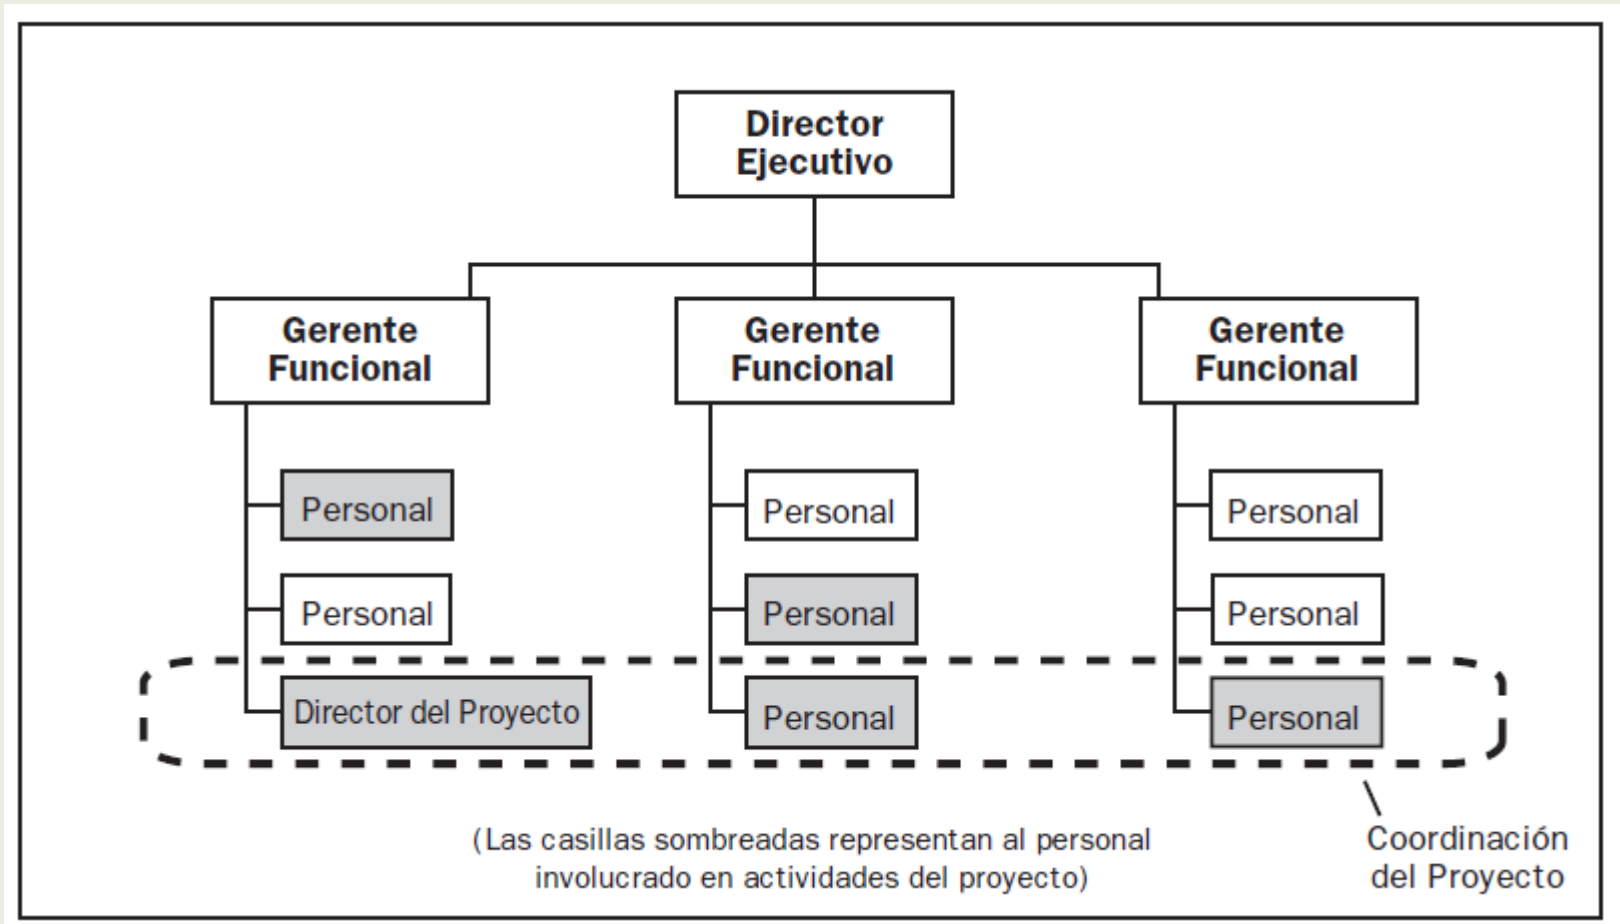 Director
Ejecutivo
Gerente
Funcional
Gerente
Funcional
Gerente
Funcional
Personal
Personal
Personal
Personal
Personal
Personal
Director del Proyecto
Personal
Personal
(Las casillas sombreadas representan al personal
involucrado en actividades del proyecto)
Coordinación
del Proyecto